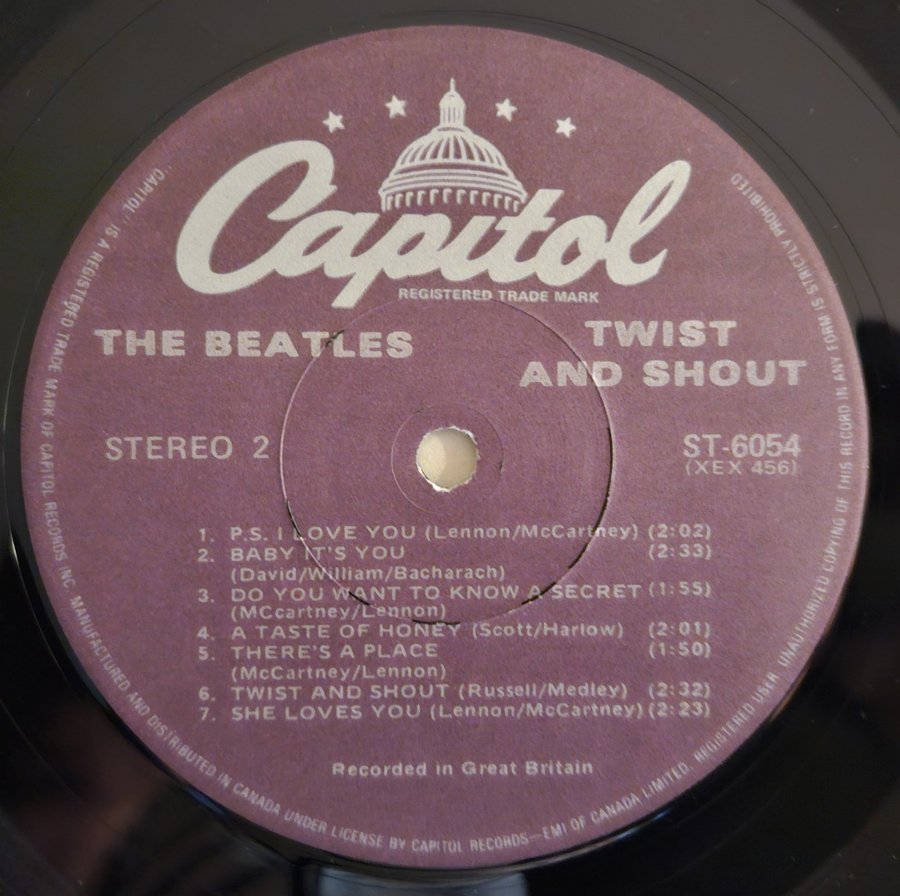 Capitol
REGISTERED TRADE MARK
THE BEATLES
TWIST
AND SHOUT
STEREO 2
ST-6054
(XEX 456)
1. P.S. I LOVE YOU (Lennon/McCartney) (2:02)
2. BABY IT'S YOU (2:33)
(David/William/Bacharach)
3. DO YOU WANT TO KNOW A SECRET (1:55)
(MCcartney/Lennon)
4. A TASTE OF HONEY (Scott/Harlow) (2:01)
5. THERE'S A PLACE (1:50)
(McCartney/Lennon)
6. TWIST AND SHOUT (Russell/Medley) (2:32)
7. SHE LOVES YOU (Lennon/McCartney) (2:23)
Recorded in Great Britain
"CAPITOL" IS A REGISTERED TRADE MARK OF CAPITOL RECORDS INC. MANUFACTURED AND DISTRIBUTED IN CANADA UNDER LICENSE BY CAPITOL RECORDS—EMI OF CANADA LIMITED, REGISTERED USER. UNAUTHORIZED COPYING OF THIS RECORD IN ANY FORM IS STRICTLY PROHIBITED